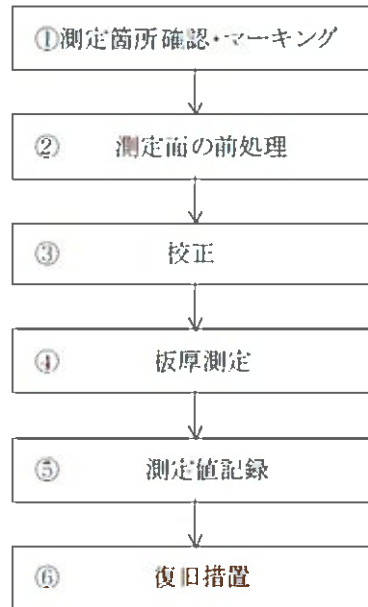 ①測定箇所確認・マーキング
② 測定面の前処理
③ 校正
④ 板厚測定
⑤ 測定値記録
⑥ 復旧措置